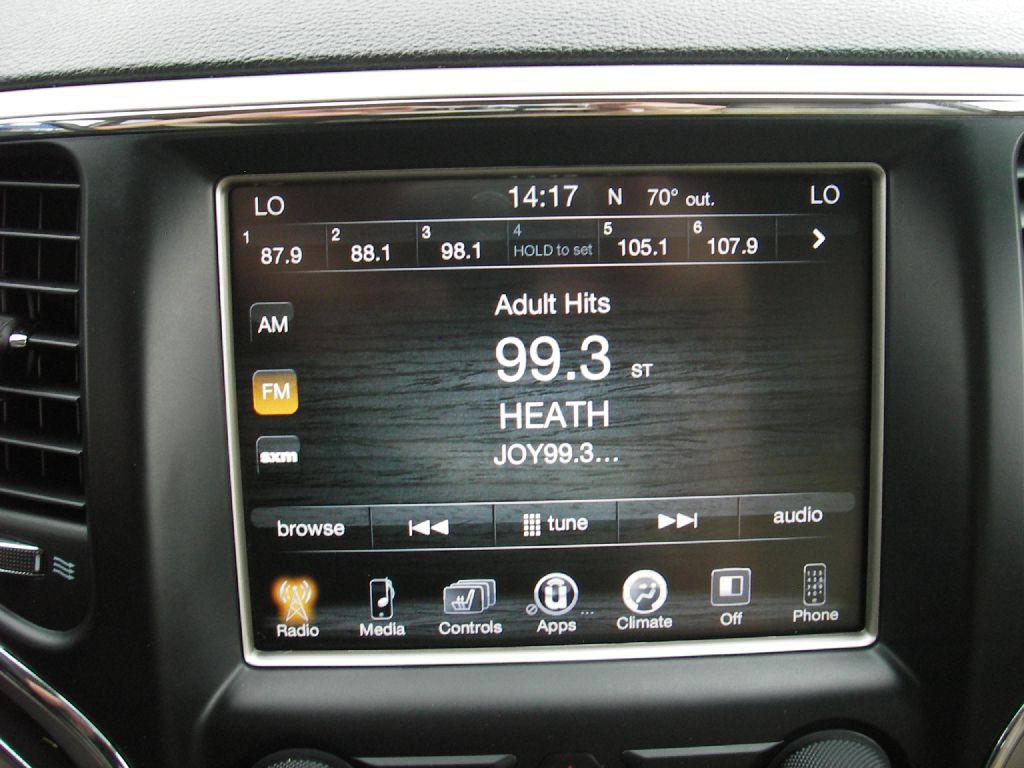 LO 14:17 N 70° out. LO
1 87.9 2 88.1 3 98.1 4 HOLD to set 5 105.1 6 107.9
Adult Hits
AM
99.3 ST
FM
HEATH
JOY99.3...
sxm
browse tune audio
Radio Media Controls Apps ... Climate Off Phone